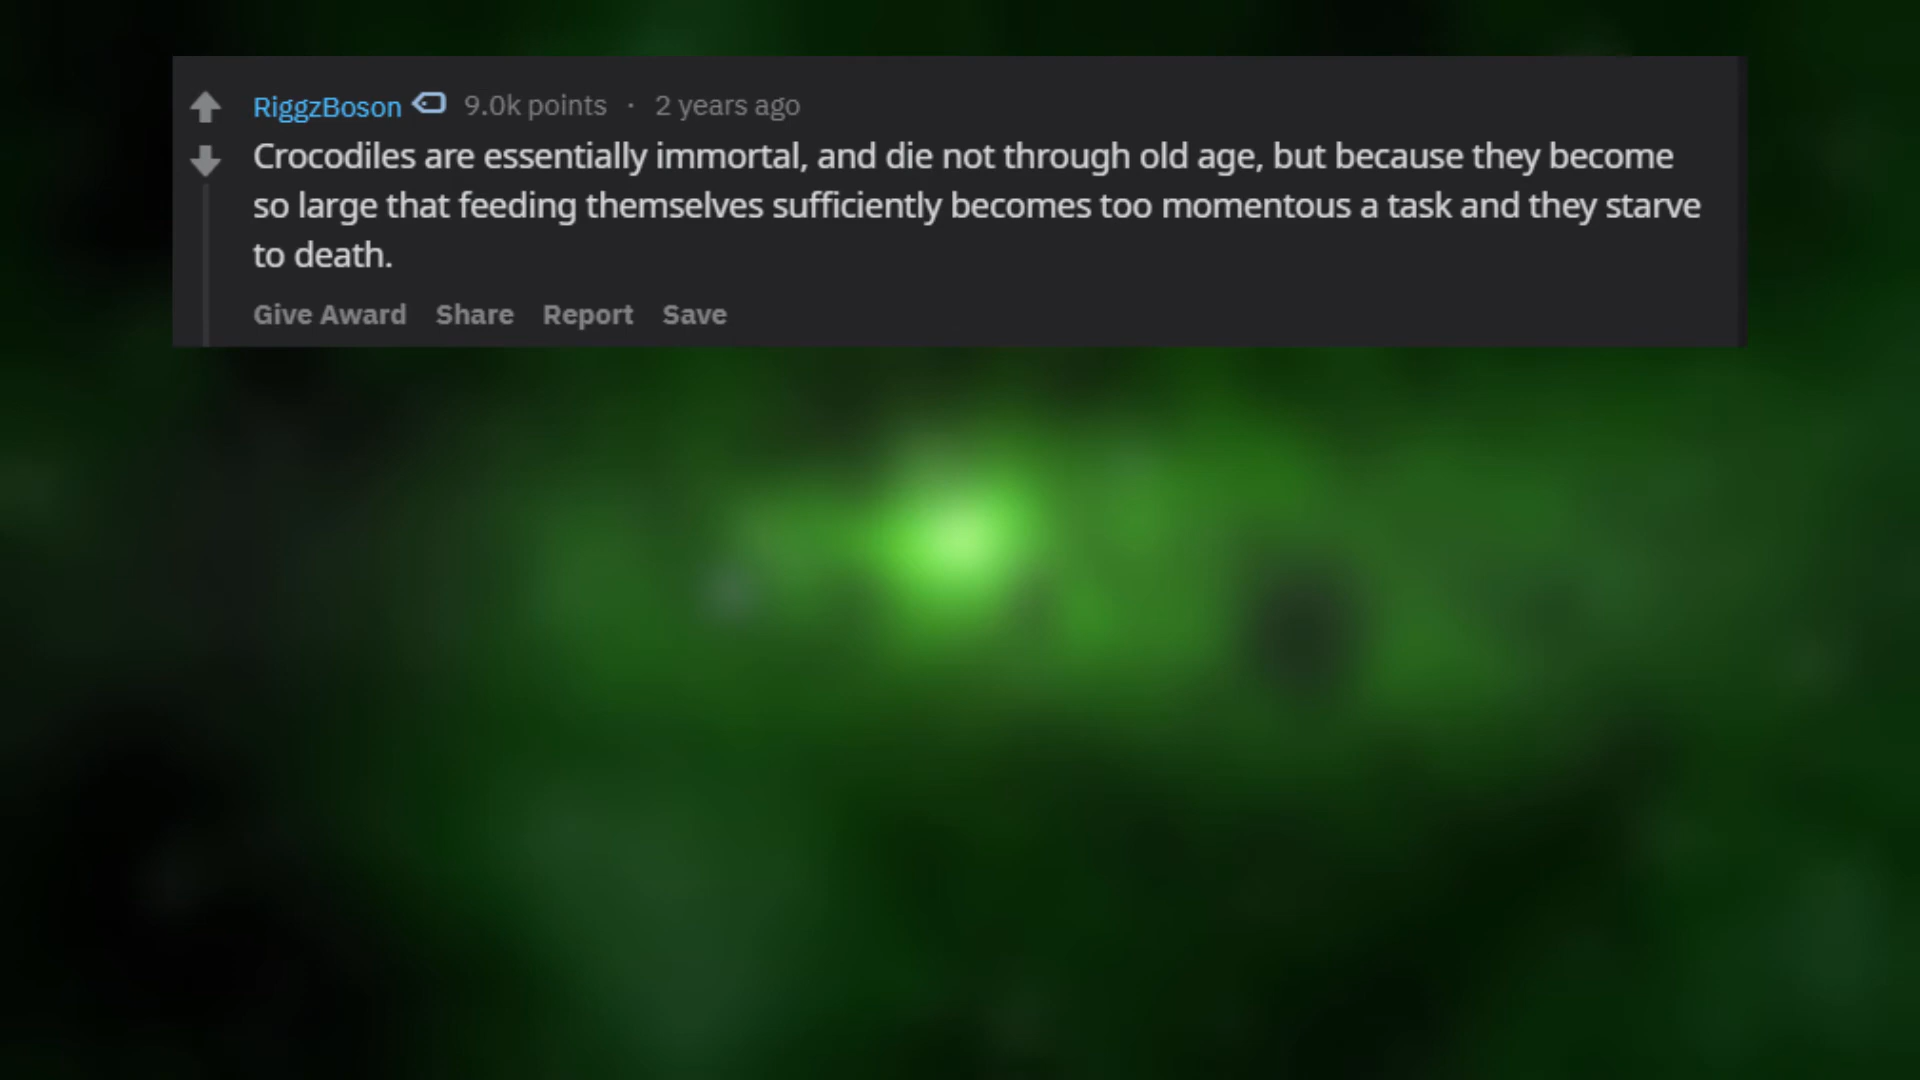 RiggzBoson 9.0k points · 2 years ago
Crocodiles are essentially immortal, and die not through old age, but because they become
so large that feeding themselves sufficiently becomes too momentous a task and they starve
to death.
Give Award Share Report Save